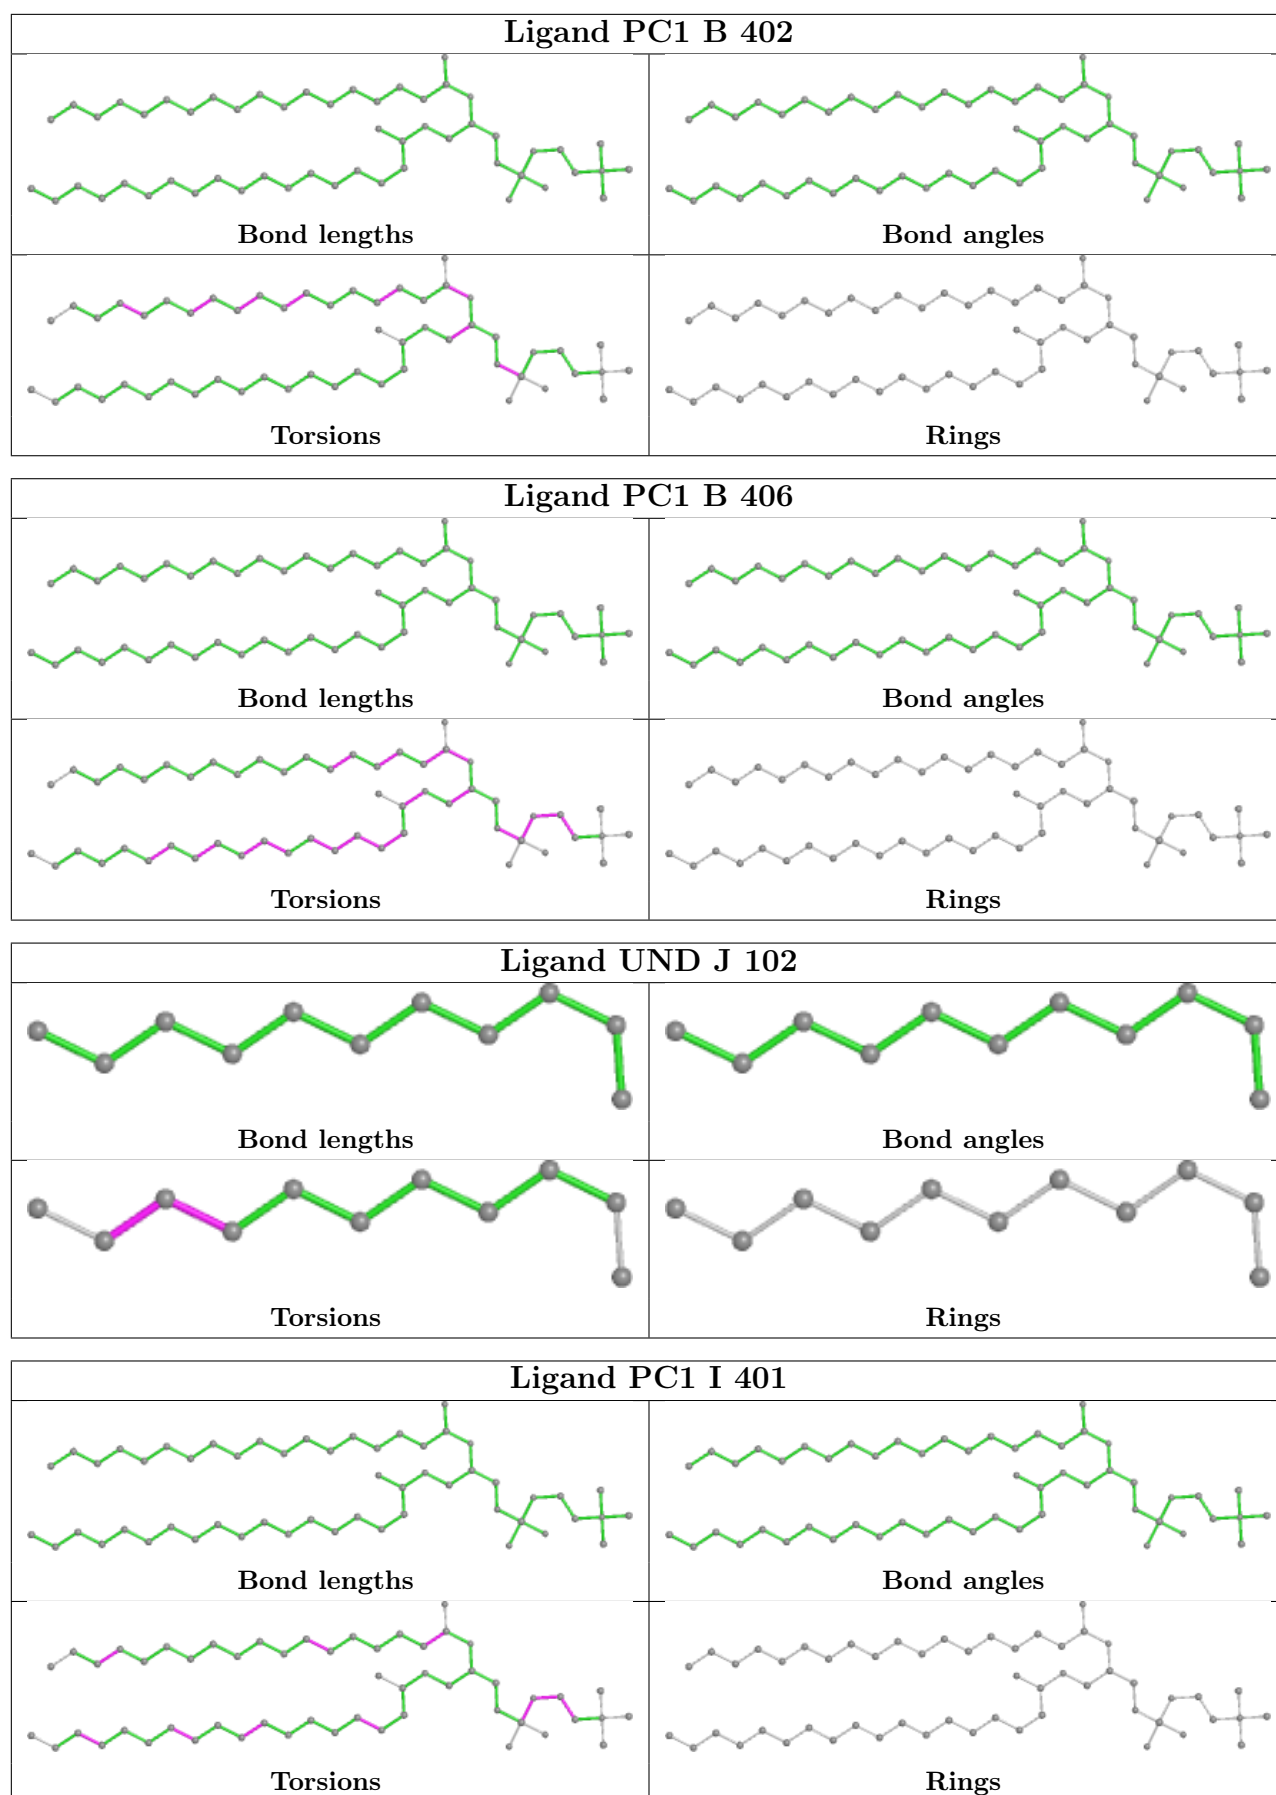 Ligand PC1 B 402
Bond lengths
Bond angles
Torsions
Rings
Ligand PC1 B 406
Bond lengths
Bond angles
Torsions
Rings
Ligand UND J 102
Bond lengths
Bond angles
Torsions
Rings
Ligand PC1 I 401
Bond lengths
Bond angles
Torsions
Rings